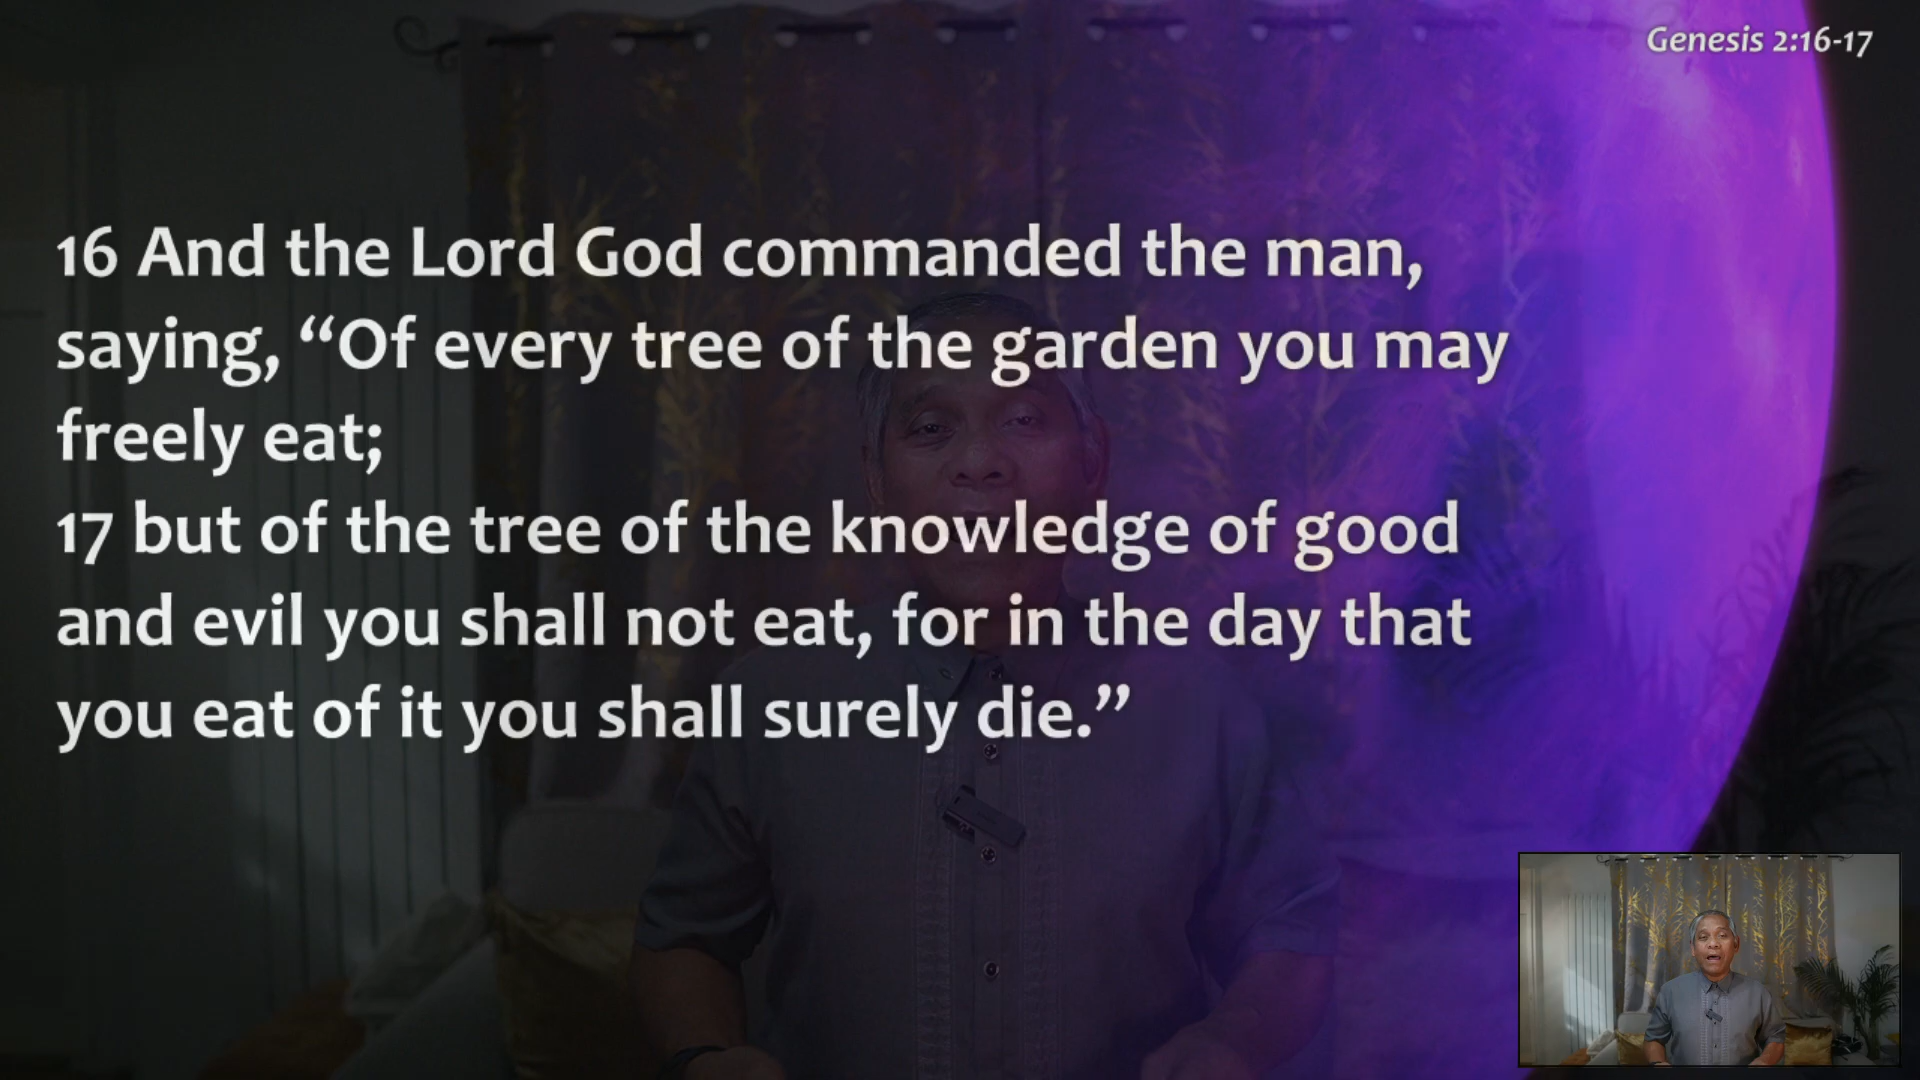 Genesis 2:16-17
16 And the Lord God commanded the man,
saying, “Of every tree of the garden you may
freely eat;
17 but of the tree of the knowledge of good
and evil you shall not eat, for in the day that
you eat of it you shall surely die.”